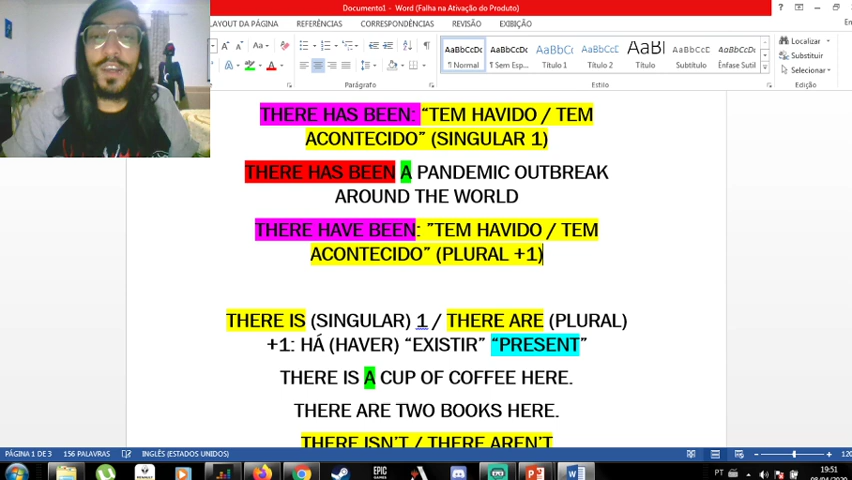 Documento1 - Word (Falha na Ativação do Produto)
LAYOUT DA PÁGINA REFERÊNCIAS CORRESPONDÊNCIAS REVISÃO EXIBIÇÃO
Aa
AaBbCcDc AaBbCcDc AaBbCc AaBbCcD AaBl AaBbCcD AaBbCcDc
¶ Normal ¶ Sem Esp... Título 1 Título 2 Título Subtítulo Ênfase Sutil
Localizar
Substituir
Selecionar
Parágrafo Estilo Edição
THERE HAS BEEN: “TEM HAVIDO / TEM
ACONTECIDO” (SINGULAR 1)
THERE HAS BEEN A PANDEMIC OUTBREAK
AROUND THE WORLD
THERE HAVE BEEN: ”TEM HAVIDO / TEM
ACONTECIDO” (PLURAL +1)
THERE IS (SINGULAR) 1 / THERE ARE (PLURAL)
+1: HÁ (HAVER) “EXISTIR” “PRESENT”
THERE IS A CUP OF COFFEE HERE.
THERE ARE TWO BOOKS HERE.
THERE ISN’T / THERE AREN’T
PÁGINA 1 DE 3 156 PALAVRAS INGLÊS (ESTADOS UNIDOS)
EPIC GAMES
PT 19:51